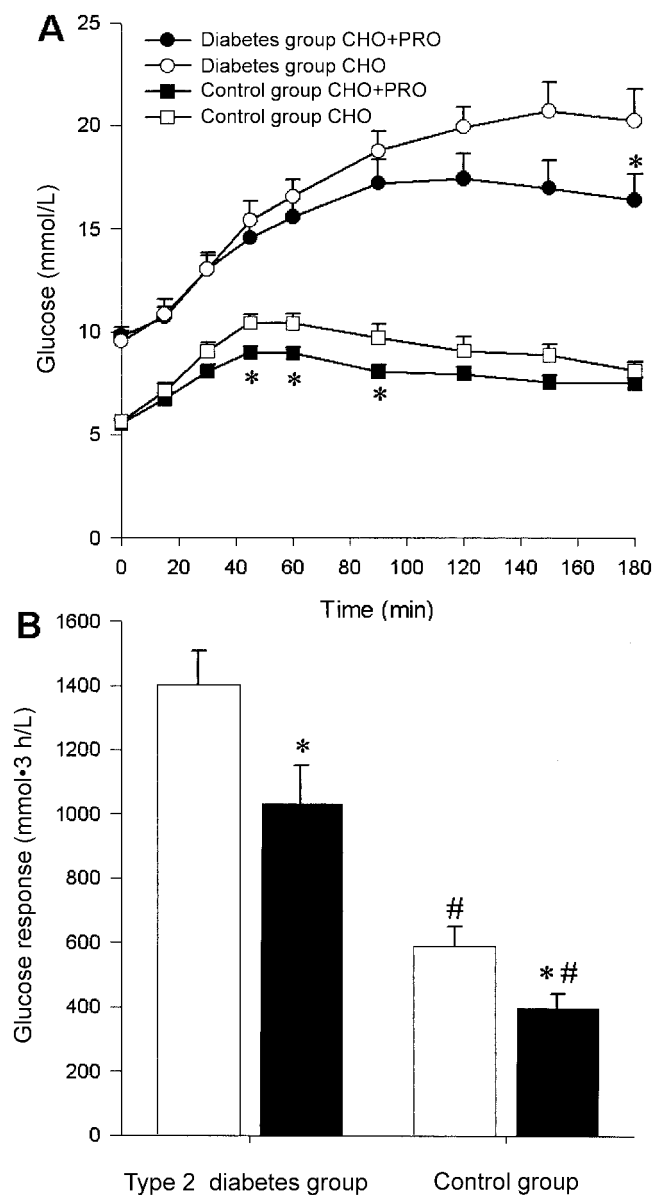 A
Diabetes group CHO+PRO
Diabetes group CHO
Control group CHO+PRO
Control group CHO
25
20
15
10
5
0
Glucose (mmol/L)
*
* * *
0 20 40 60 80 100 120 140 160 180
Time (min)
B
1600
1400
1200
1000
800
600
400
200
0
Glucose response (mmol•3 h/L)
*
#
*#
Type 2 diabetes group Control group